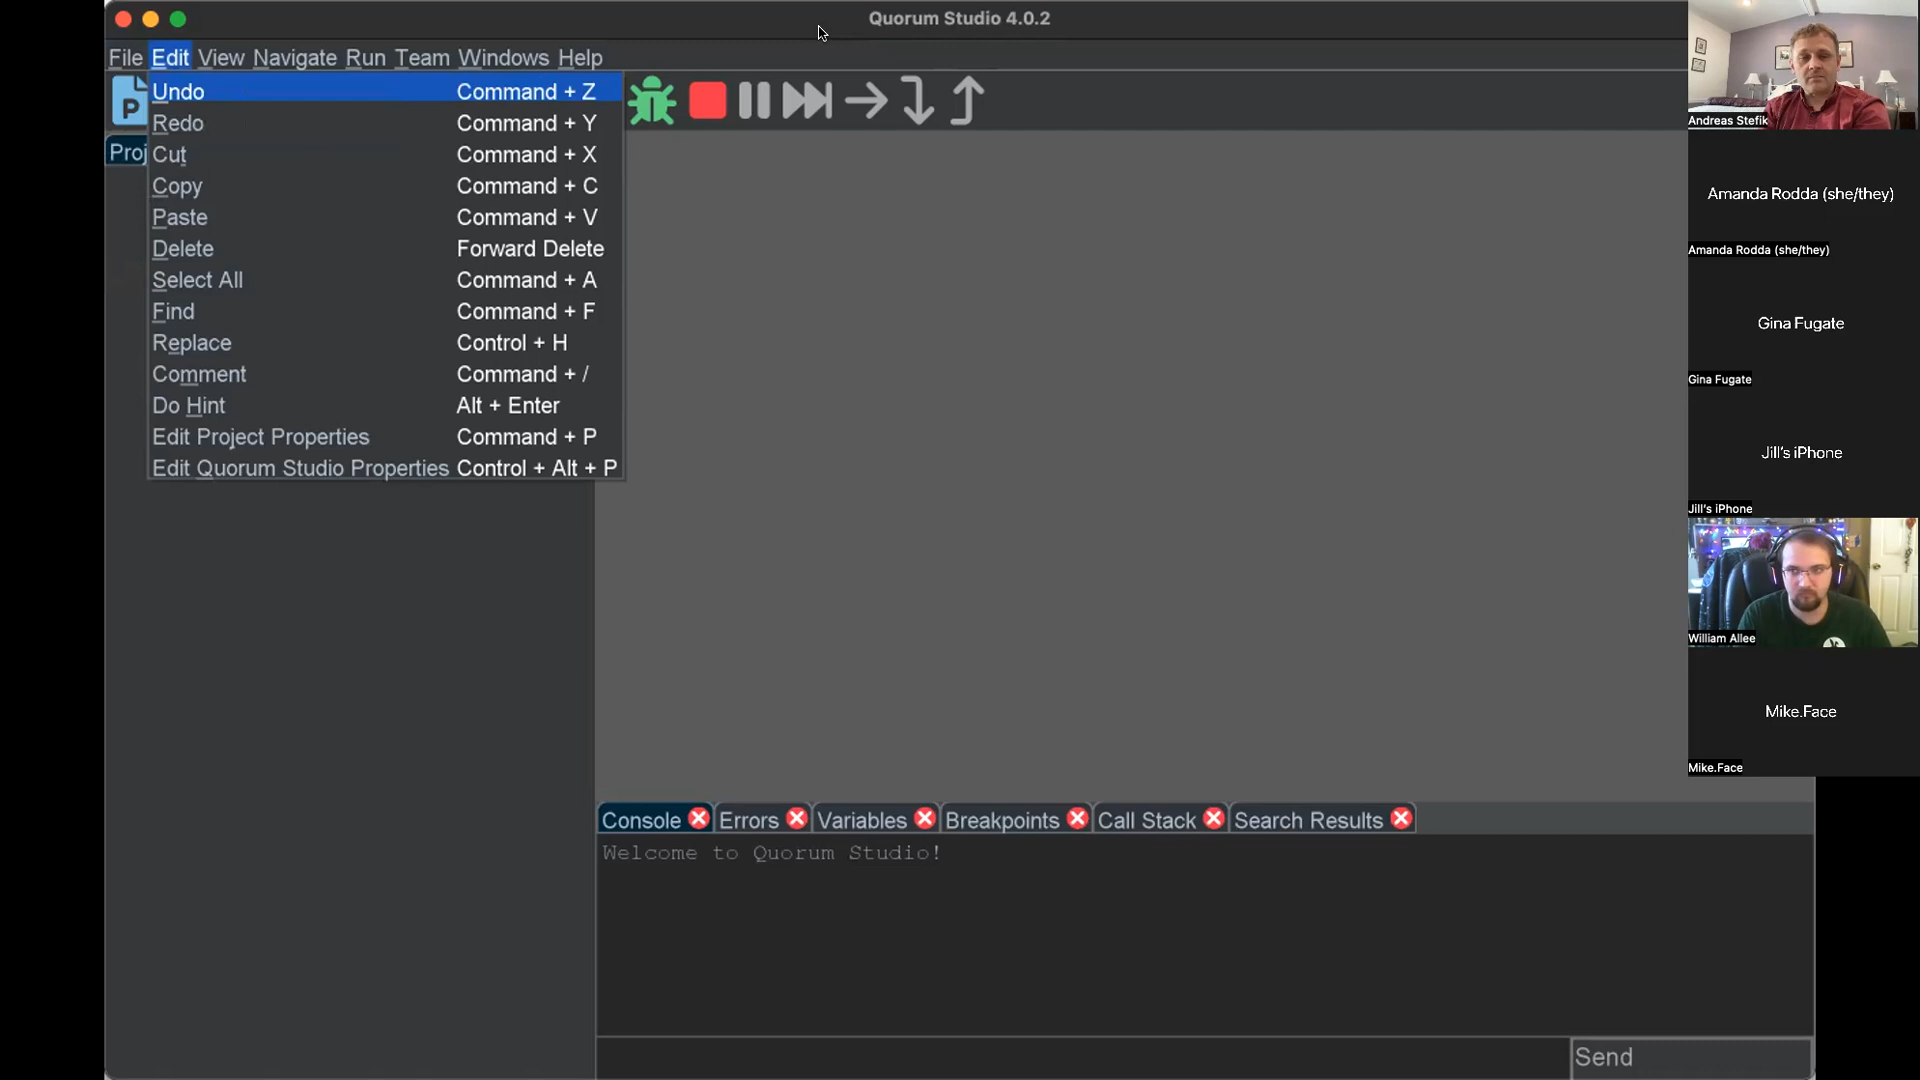 Quorum Studio 4.0.2
File Edit View Navigate Run Team Windows Help
P
Proj
Undo Command + Z
Redo Command + Y
Cut Command + X
Copy Command + C
Paste Command + V
Delete Forward Delete
Select All Command + A
Find Command + F
Replace Control + H
Comment Command + /
Do Hint Alt + Enter
Edit Project Properties Command + P
Edit Quorum Studio Properties Control + Alt + P
Console Errors Variables Breakpoints Call Stack Search Results
Welcome to Quorum Studio!
Send
Andreas Stefik
Amanda Rodda (she/they)
Amanda Rodda (she/they)
Gina Fugate
Gina Fugate
Jill's iPhone
Jill's iPhone
William Allee
Mike.Face
Mike.Face